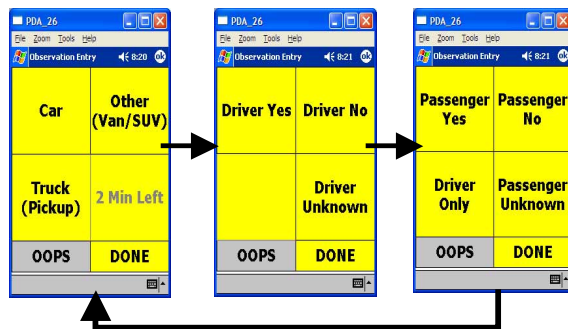 PDA_26
File Zoom Tools Help
Observation Entry 8:20 ok
Car
Other
(Van/SUV)
Truck
(Pickup)
2 Min Left
OOPS
DONE
PDA_26
File Zoom Tools Help
Observation Entry 8:21 ok
Driver Yes
Driver No
Driver
Unknown
OOPS
DONE
PDA_26
File Zoom Tools Help
Observation Entry 8:21 ok
Passenger
Yes
Passenger
No
Driver
Only
Passenger
Unknown
OOPS
DONE